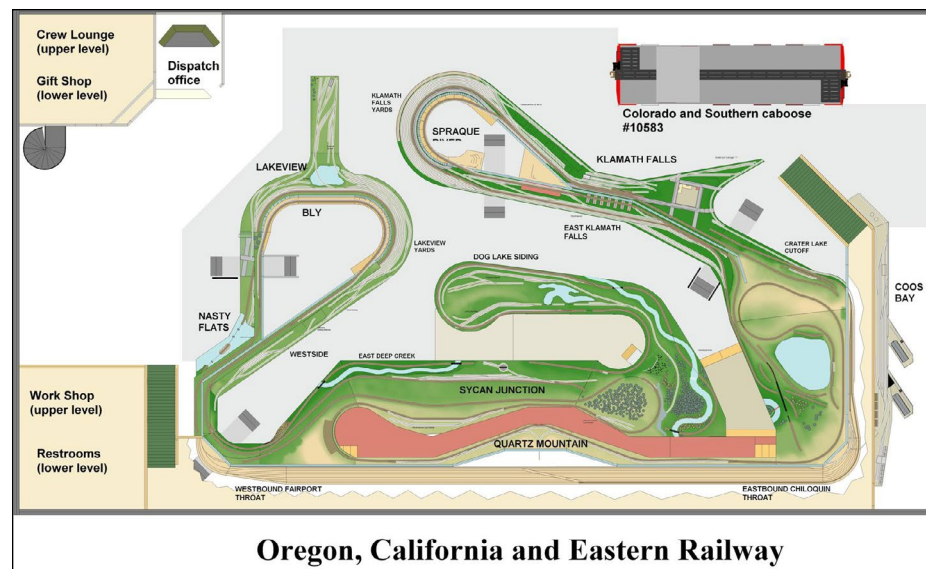 Crew Lounge
(upper level)
Gift Shop
(lower level)
Dispatch
office
Colorado and Southern caboose
#10583
KLAMATH
FALLS
YARDS
SPRAQUE
KLAMATH FALLS
LAKEVIEW
BLY
EAST KLAMATH
FALLS
LAKEVIEW
YARDS
CRATER LAKE
CUTOFF
DOG LAKE SIDING
COOS
BAY
NASTY
FLATS
WESTSIDE
EAST DEEP CREEK
SYCAN JUNCTION
Work Shop
(upper level)
Restrooms
(lower level)
QUARTZ MOUNTAIN
WESTBOUND FAIRPORT
THROAT
EASTBOUND CHILOQUIN
THROAT
Oregon, California and Eastern Railway